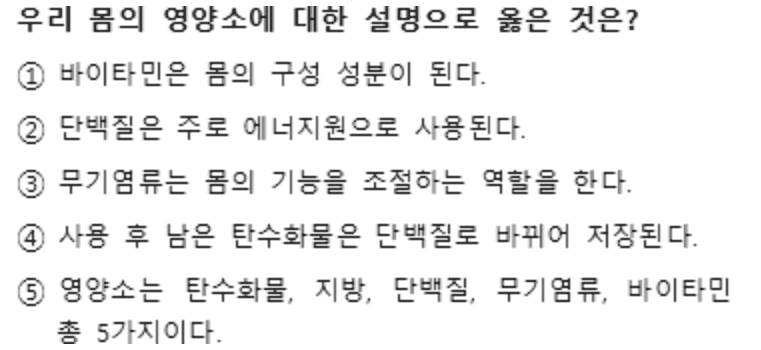 우리 몸의 영양소에 대한 설명으로 옳은 것은?
① 바이타민은 몸의 구성 성분이 된다.
② 단백질은 주로 에너지원으로 사용된다.
③ 무기염류는 몸의 기능을 조절하는 역할을 한다.
④ 사용 후 남은 탄수화물은 단백질로 바뀌어 저장된다.
⑤ 영양소는 탄수화물, 지방, 단백질, 무기염류, 바이타민
총 5가지이다.